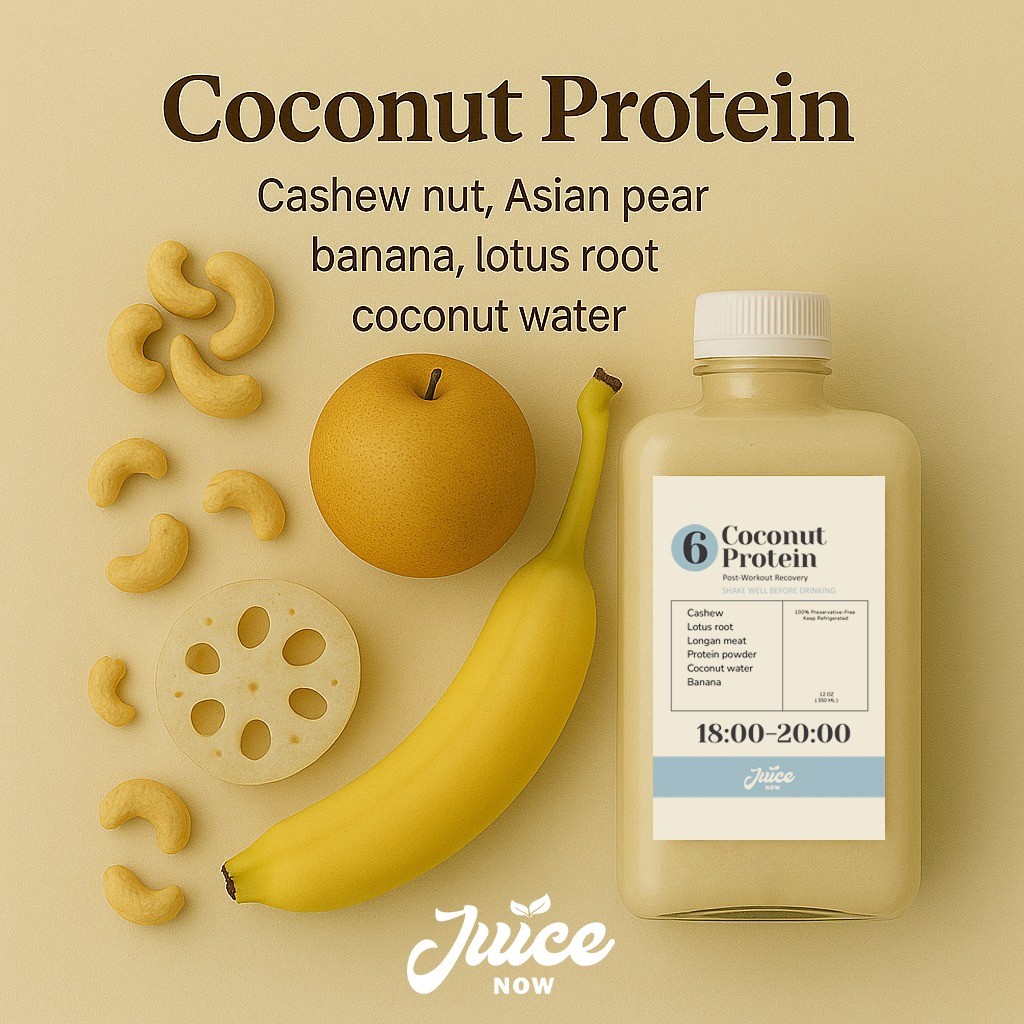 Coconut Protein
Cashew nut, Asian pear
banana, lotus root
coconut water
6 Coconut
Protein
Post-Workout Recovery
SHAKE WELL BEFORE DRINKING
Cashew
Lotus root
Longan meat
Protein powder
Coconut water
Banana
100% Preservative-Free
Keep Refrigerated
12 OZ
( 350 ML )
18:00-20:00
Juice
NOW
Juice
NOW